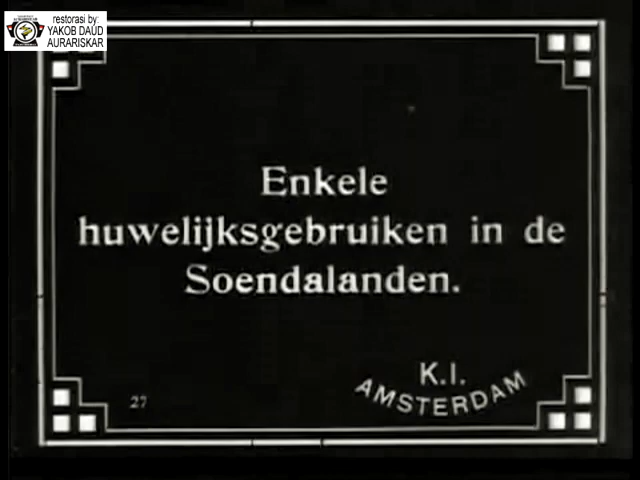 restorasi by:
YAKOB DAUD
AURARISKAR
Enkele
huwelijksgebruiken in de
Soendalanden.
K.I.
AMSTERDAM
27